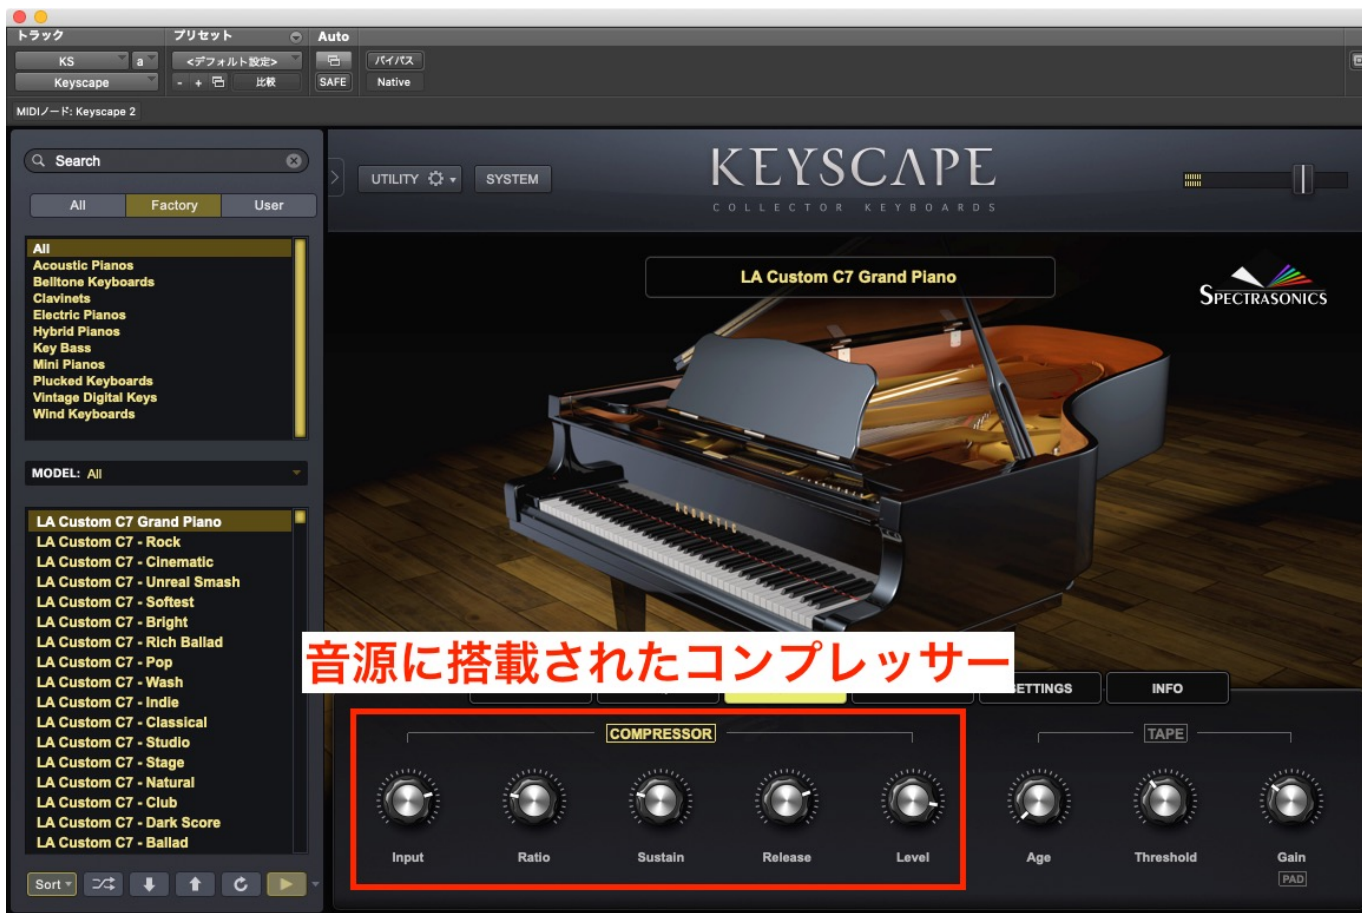 トラック
プリセット
Auto
KS
a
<デフォルト設定>
バイパス
Keyscape
- +
比較
SAFE
Native
MIDIノード: Keyscape 2
Search
All
Factory
User
All
Acoustic Pianos
Belltone Keyboards
Clavinets
Electric Pianos
Hybrid Pianos
Key Bass
Mini Pianos
Plucked Keyboards
Vintage Digital Keys
Wind Keyboards
MODEL: All
LA Custom C7 Grand Piano
LA Custom C7 - Rock
LA Custom C7 - Cinematic
LA Custom C7 - Unreal Smash
LA Custom C7 - Softest
LA Custom C7 - Bright
LA Custom C7 - Rich Ballad
LA Custom C7 - Pop
LA Custom C7 - Wash
LA Custom C7 - Indie
LA Custom C7 - Classical
LA Custom C7 - Studio
LA Custom C7 - Stage
LA Custom C7 - Natural
LA Custom C7 - Club
LA Custom C7 - Dark Score
LA Custom C7 - Ballad
Sort
UTILITY
SYSTEM
KEYSCAPE
COLLECTOR KEYBOARDS
LA Custom C7 Grand Piano
SPECTRASONICS
YAMAHA
音源に搭載されたコンプレッサー
SETTINGS
INFO
COMPRESSOR
TAPE
Input
Ratio
Sustain
Release
Level
Age
Threshold
Gain
PAD